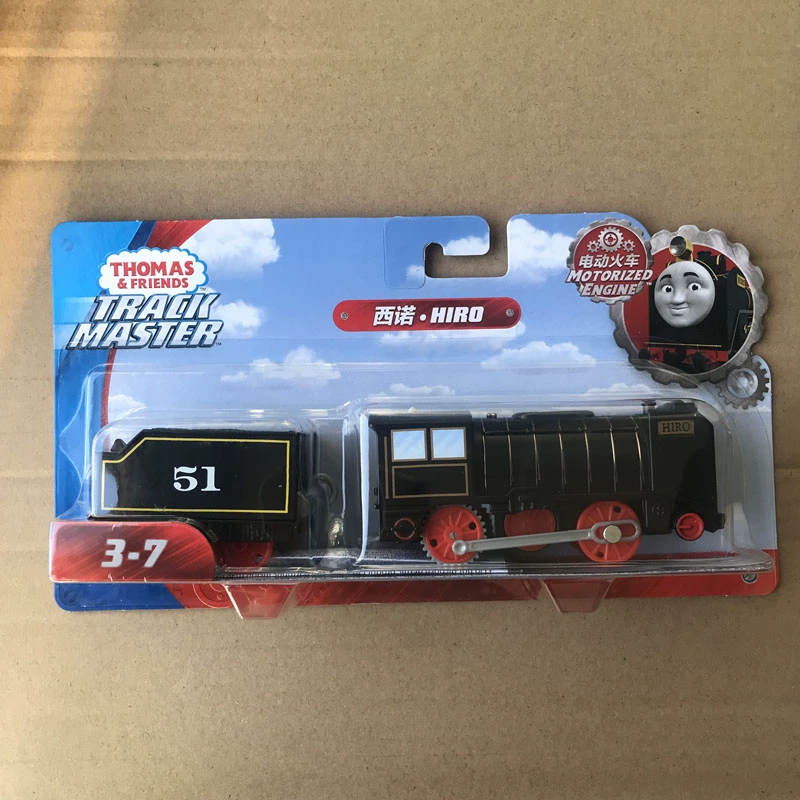 THOMAS
& FRIENDS
TRACK
MASTER
西诺•HIRO
电动火车
MOTORIZED
ENGINE
HIRO
51
3-7